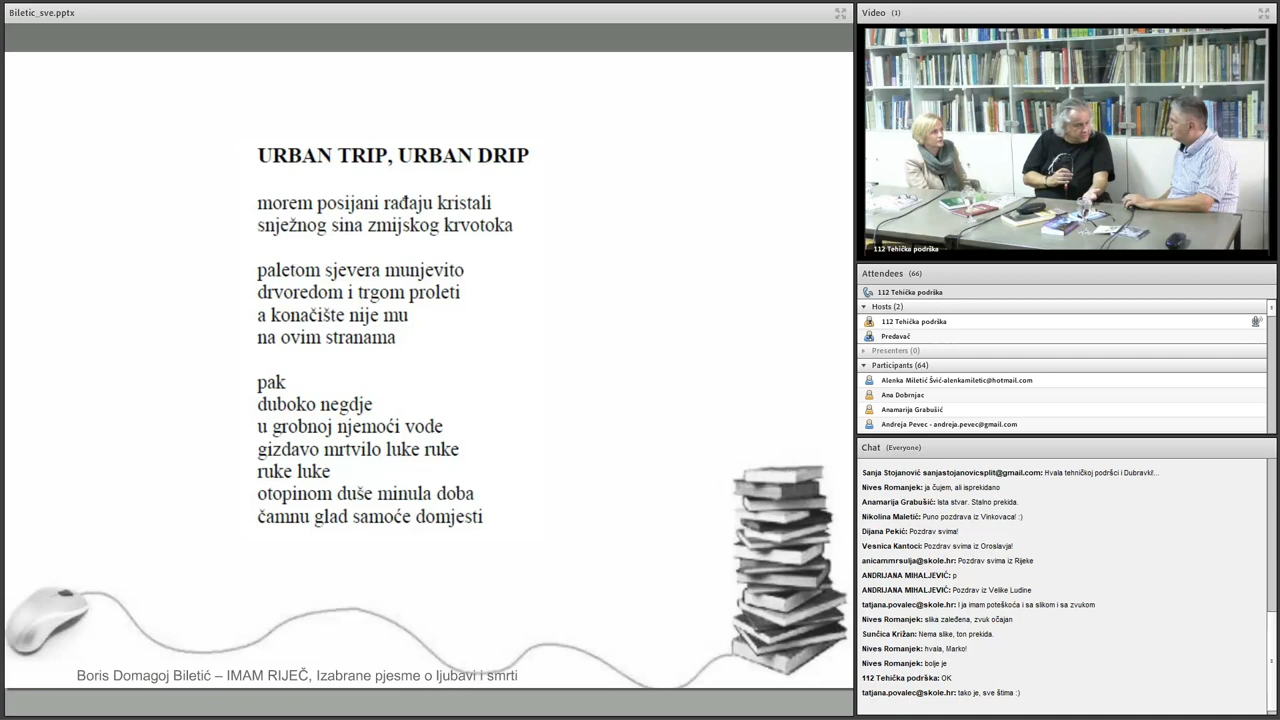 Biletic_sve.pptx
URBAN TRIP, URBAN DRIP
morem posijani rađaju kristali
snježnog sina zmijskog krvotoka
paletom sjevera munjevito
drvoredom i trgom proleti
a konačište nije mu
na ovim stranama
pak
duboko negdje
u grobnoj njemoći vode
gizdavo mrtvilo luke ruke
ruke luke
otopinom duše minula doba
čamnu glad samoće domjesti
Boris Domagoj Biletić – IMAM RIJEČ, Izabrane pjesme o ljubavi i smrti
Video (1)
112 Tehička podrška
Attendees (66)
112 Tehička podrška
Hosts (2)
112 Tehička podrška
Predavač
Presenters (0)
Participants (64)
Alenka Miletić Švić-alenkamiletic@hotmail.com
Ana Dobrnjac
Anamarija Grabušić
Andreja Pevec - andreja.pevec@gmail.com
Chat (Everyone)
Sanja Stojanović sanjastojanovicsplit@gmail.com: Hvala tehničkoj podršci i Dubravki!...
Nives Romanjek: ja čujem, ali isprekidano
Anamarija Grabušić: Ista stvar. Stalno prekida.
Nikolina Maletić: Puno pozdrava iz Vinkovaca! :)
Dijana Pekić: Pozdrav svima!
Vesnica Kantoci: Pozdrav svima iz Oroslavja!
anicammrsulja@skole.hr: Pozdrav svima iz Rijeke
ANDRIJANA MIHALJEVIĆ: p
ANDRIJANA MIHALJEVIĆ: Pozdrav iz Velike Ludine
tatjana.povalec@skole.hr: I ja imam poteškoća i sa slikom i sa zvukom
Nives Romanjek: slika zaleđena, zvuk očajan
Sunčica Križan: Nema slike, ton prekida.
Nives Romanjek: hvala, Marko!
Nives Romanjek: bolje je
112 Tehička podrška: OK
tatjana.povalec@skole.hr: tako je, sve štima :)